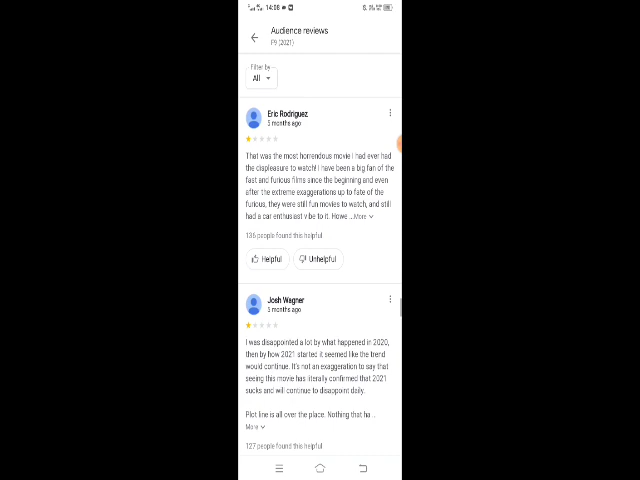 14:08
Audience reviews
F9 (2021)
Filter by
All
Eric Rodriguez
5 months ago
That was the most horrendous movie I had ever had
the displeasure to watch! I have been a big fan of the
fast and furious films since the beginning and even
after the extreme exaggerations up to fate of the
furious, they were still fun movies to watch, and still
had a car enthusiast vibe to it. Howe ...More
136 people found this helpful
Helpful
Unhelpful
Josh Wagner
5 months ago
I was disappointed a lot by what happened in 2020,
then by how 2021 started it seemed like the trend
would continue. It's not an exaggeration to say that
seeing this movie has literally confirmed that 2021
sucks and will continue to disappoint daily.
Plot line is all over the place. Nothing that ha ...
More
127 people found this helpful